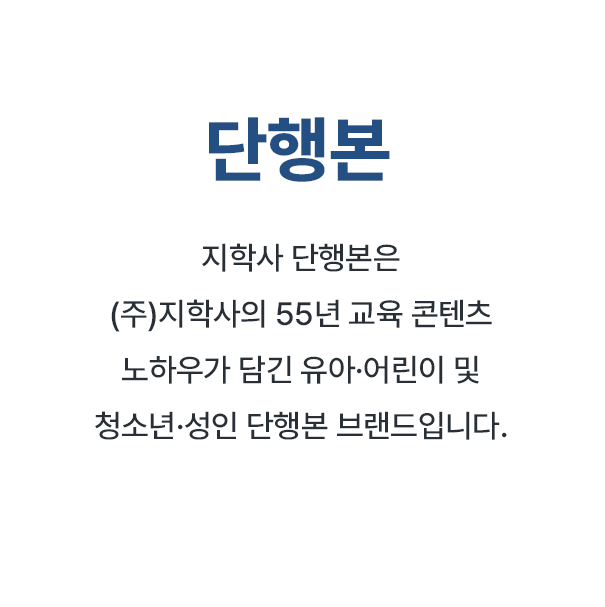 단행본
지학사 단행본은
(주)지학사의 55년 교육 콘텐츠
노하우가 담긴 유아·어린이 및
청소년·성인 단행본 브랜드입니다.